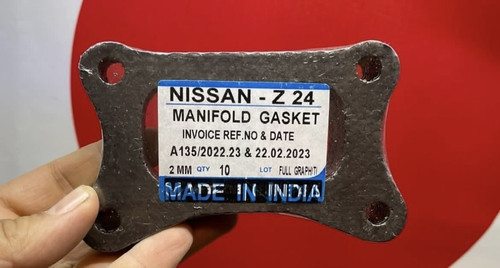 NISSAN - Z 24
MANIFOLD GASKET
INVOICE REF.NO & DATE
A135/2022.23 & 22.02.2023
2 MM QTY 10 LOT FULL GRAPHITI
MADE IN INDIA